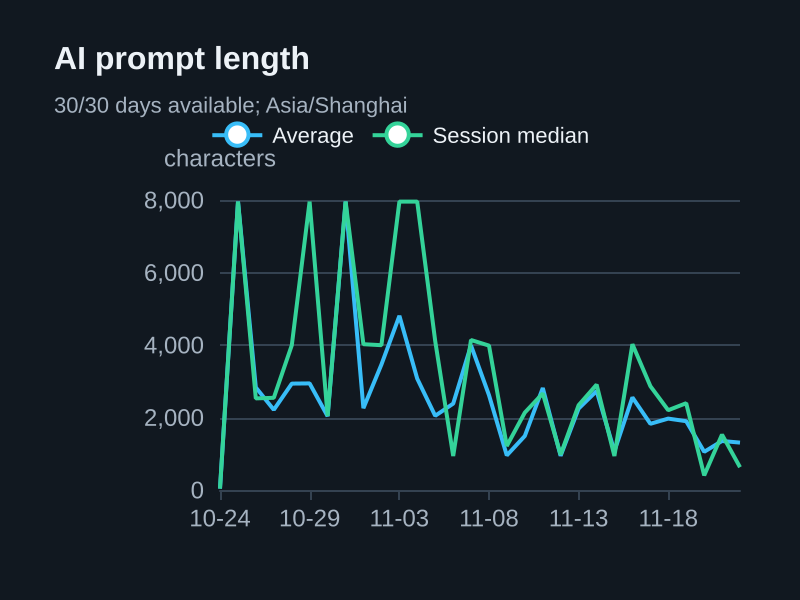 AI prompt length
30/30 days available; Asia/Shanghai
Average Session median
characters
8,000
6,000
4,000
2,000
0
10-24 10-29 11-03 11-08 11-13 11-18